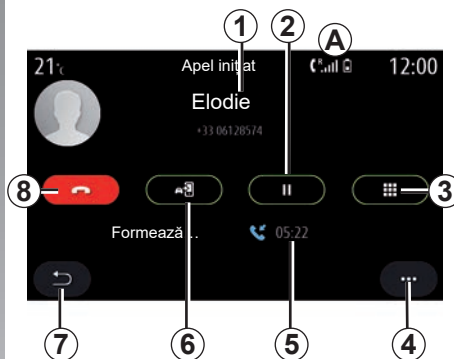 1 2 A
21°c Apel inițiat R 12:00
Elodie
+33 06128574
8 3
Formează… 05:22
7 6 5 4